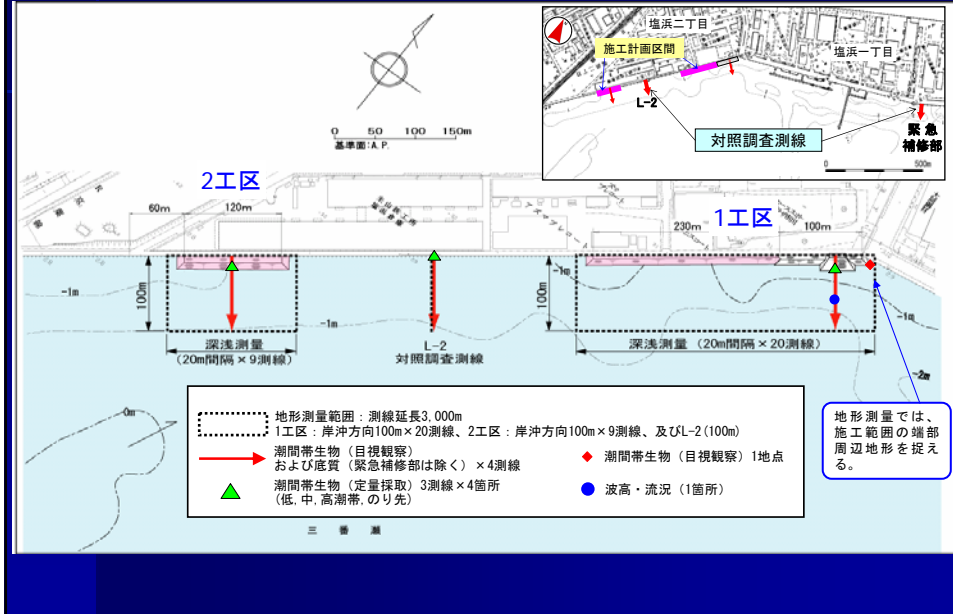 塩浜二丁目
施工計画区間
塩浜一丁目
L-2
対照調査測線
緊急
補修部
0 500m
0 50 100 150m
基準面:A.P.
2工区
1工区
60m
120m
230m
100m
100m
100m
-1m
-1m
-1m
-1m
-2m
深浅測量
(20m間隔×9測線)
L-2
対照調査測線
深浅測量(20m間隔×20測線)
地形測量範囲:測線延長3,000m
1工区:岸沖方向100m×20測線、2工区:岸沖方向100m×9測線、及びL-2(100m)
潮間帯生物(目視観察)
および底質(緊急補修部は除く)×4測線
潮間帯生物(目視観察)1地点
潮間帯生物(定量採取)3測線×4箇所
(低,中,高潮帯,のり先)
波高・流況(1箇所)
地形測量では、
施工範囲の端部
周辺地形を捉え
る。
0m
三番瀬